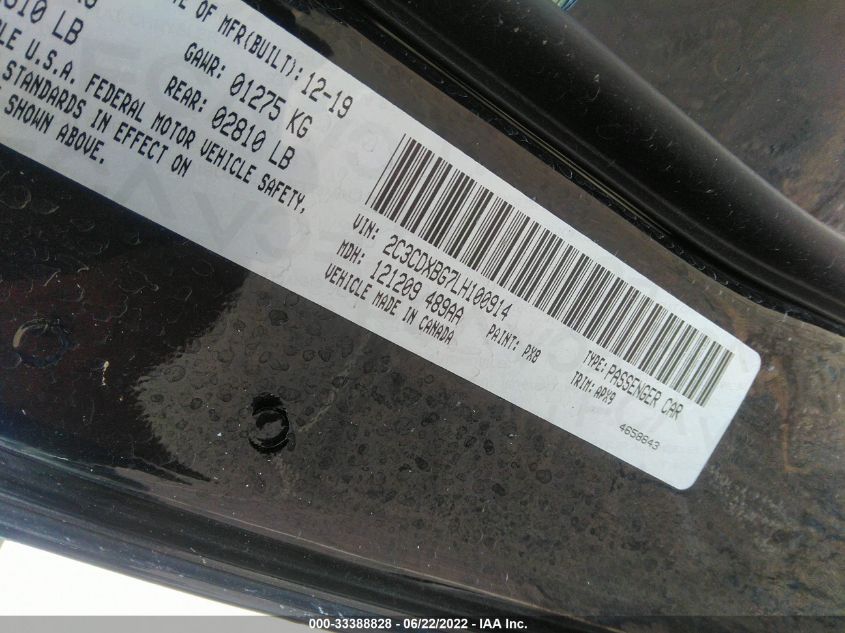 E OF MFR(BUILT): 12-19
GAWR: 01275 KG
LB
REAR: 02810 LB
U.S.A. FEDERAL MOTOR VEHICLE SAFETY,
STANDARDS IN EFFECT ON
SHOWN ABOVE.
VIN: 2C3CDXBG7LH100914
TYPE: PASSENGER CAR
MDH: 121209 489AA
PAINT: PX8
TRIM: APX9
VEHICLE MADE IN CANADA
4658843
000-33388828 - 06/22/2022 - IAA Inc.